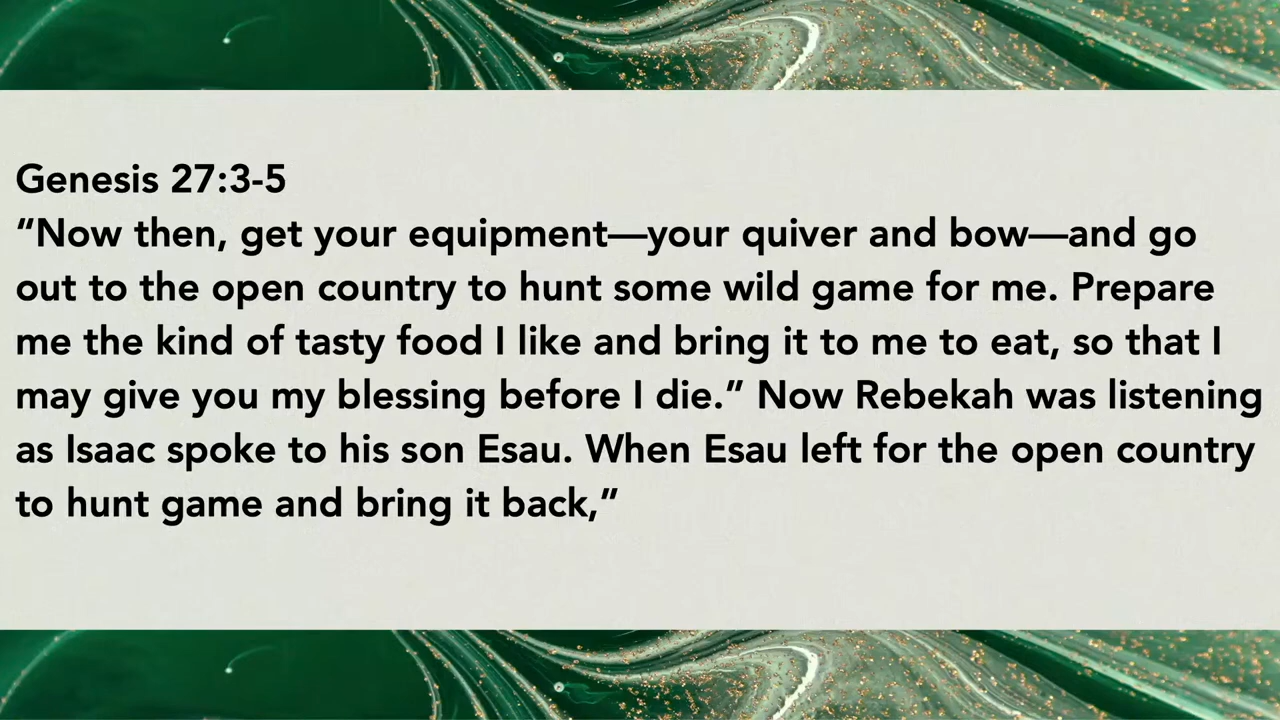 Genesis 27:3-5
“Now then, get your equipment—your quiver and bow—and go
out to the open country to hunt some wild game for me. Prepare
me the kind of tasty food I like and bring it to me to eat, so that I
may give you my blessing before I die.” Now Rebekah was listening
as Isaac spoke to his son Esau. When Esau left for the open country
to hunt game and bring it back,”